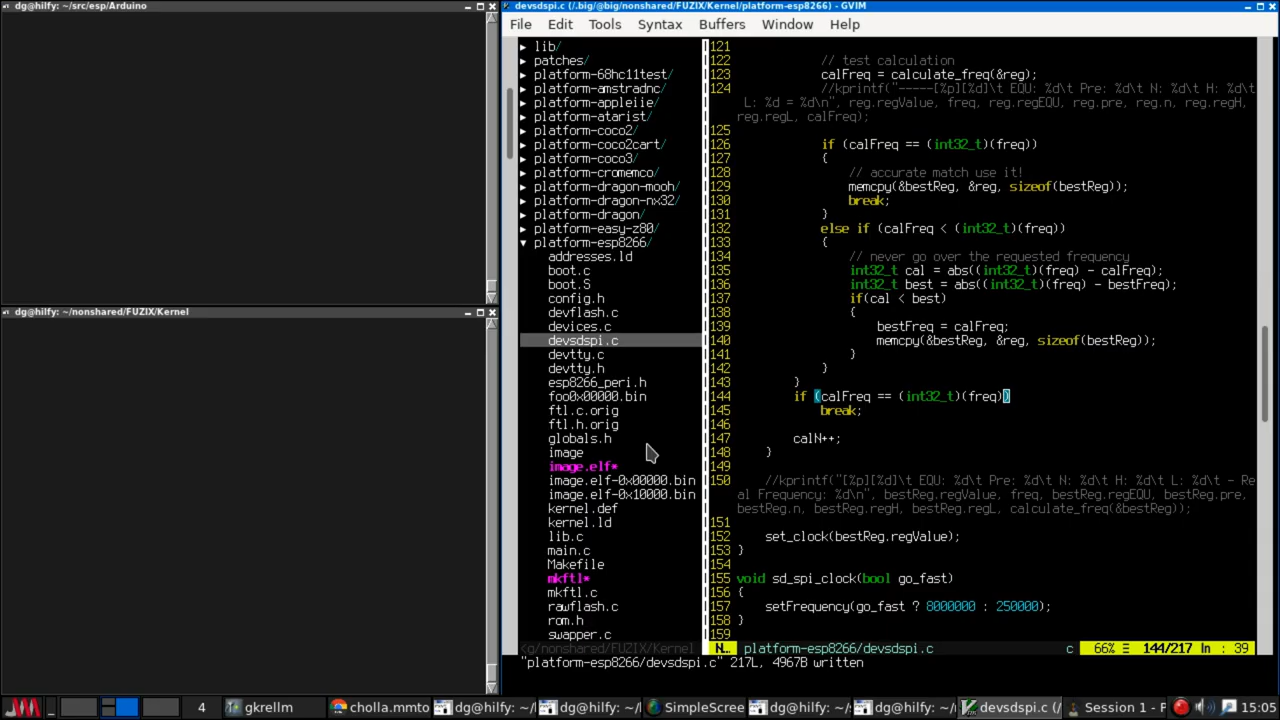 dg@hilfy: ~/src/esp/Arduino
dg@hilfy: ~/nonshared/FUZIX/Kernel
devsdspi.c (/.big/@big/nonshared/FUZIX/Kernel/platform-esp8266) - GVIM
File Edit Tools Syntax Buffers Window Help
▶ lib/
▶ patches/
▶ platform-68hc11test/
▶ platform-amstradnc/
▶ platform-appleiie/
▶ platform-atarist/
▶ platform-coco2/
▶ platform-coco2cart/
▶ platform-coco3/
▶ platform-cromemco/
▶ platform-dragon-mooh/
▶ platform-dragon-nx32/
▶ platform-dragon/
▶ platform-easy-z80/
▼ platform-esp8266/
addresses.ld
boot.c
boot.S
config.h
devflash.c
devices.c
devsdspi.c
devtty.c
devtty.h
esp8266_peri.h
foo0x00000.bin
ftl.c.orig
ftl.h.orig
globals.h
image
image.elf*
image.elf-0x00000.bin
image.elf-0x10000.bin
kernel.def
kernel.ld
lib.c
main.c
Makefile
mkftl*
mkftl.c
rawflash.c
rom.h
swapper.c
<g/nonshared/FUZIX/Kernel
121
122 // test calculation
123 calFreq = calculate_freq(&reg);
124 //kprintf("-----[%p][%d]\t EQU: %d\t Pre: %d\t N: %d\t H: %d\t
L: %d = %d\n", reg.regValue, freq, reg.regEQU, reg.pre, reg.n, reg.regH,
reg.regL, calFreq);
125
126 if (calFreq == (int32_t)(freq))
127 {
128 // accurate match use it!
129 memcpy(&bestReg, &reg, sizeof(bestReg));
130 break;
131 }
132 else if (calFreq < (int32_t)(freq))
133 {
134 // never go over the requested frequency
135 int32_t cal = abs((int32_t)(freq) - calFreq);
136 int32_t best = abs((int32_t)(freq) - bestFreq);
137 if(cal < best)
138 {
139 bestFreq = calFreq;
140 memcpy(&bestReg, &reg, sizeof(bestReg));
141 }
142 }
143 }
144 if (calFreq == (int32_t)(freq))
145 break;
146
147 calN++;
148 }
149
150 //kprintf("[%p][%d]\t EQU: %d\t Pre: %d\t N: %d\t H: %d\t L: %d\t - Re
al Frequency: %d\n", bestReg.regValue, freq, bestReg.regEQU, bestReg.pre,
bestReg.n, bestReg.regH, bestReg.regL, calculate_freq(&bestReg));
151
152 set_clock(bestReg.regValue);
153 }
154
155 void sd_spi_clock(bool go_fast)
156 {
157 setFrequency(go_fast ? 8000000 : 250000);
158 }
159
N… platform-esp8266/devsdspi.c c 66% Ξ 144/217 ln : 39
"platform-esp8266/devsdspi.c" 217L, 4967B written
4 gkrellm cholla.mmto dg@hilfy: ~/ dg@hilfy: ~/ SimpleScree dg@hilfy: ~/ dg@hilfy: ~/ devsdspi.c (/ Session 1 - F 15:05